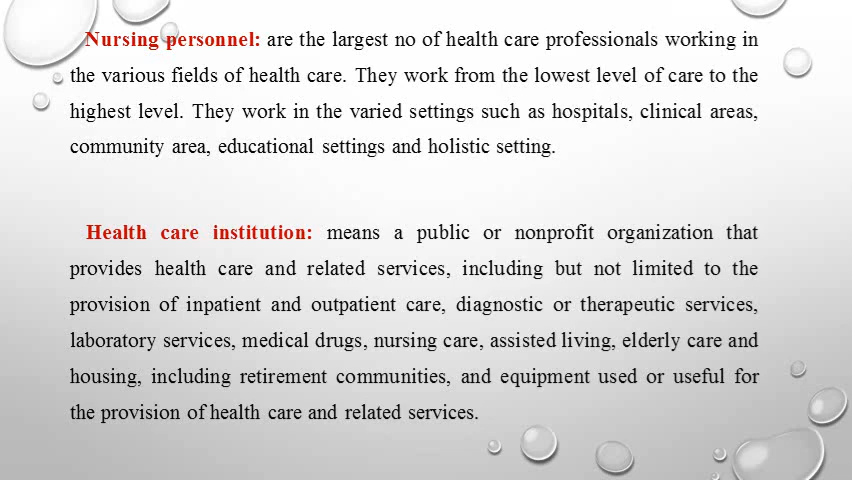 Nursing personnel: are the largest no of health care professionals working in
the various fields of health care. They work from the lowest level of care to the
highest level. They work in the varied settings such as hospitals, clinical areas,
community area, educational settings and holistic setting.
Health care institution: means a public or nonprofit organization that
provides health care and related services, including but not limited to the
provision of inpatient and outpatient care, diagnostic or therapeutic services,
laboratory services, medical drugs, nursing care, assisted living, elderly care and
housing, including retirement communities, and equipment used or useful for
the provision of health care and related services.